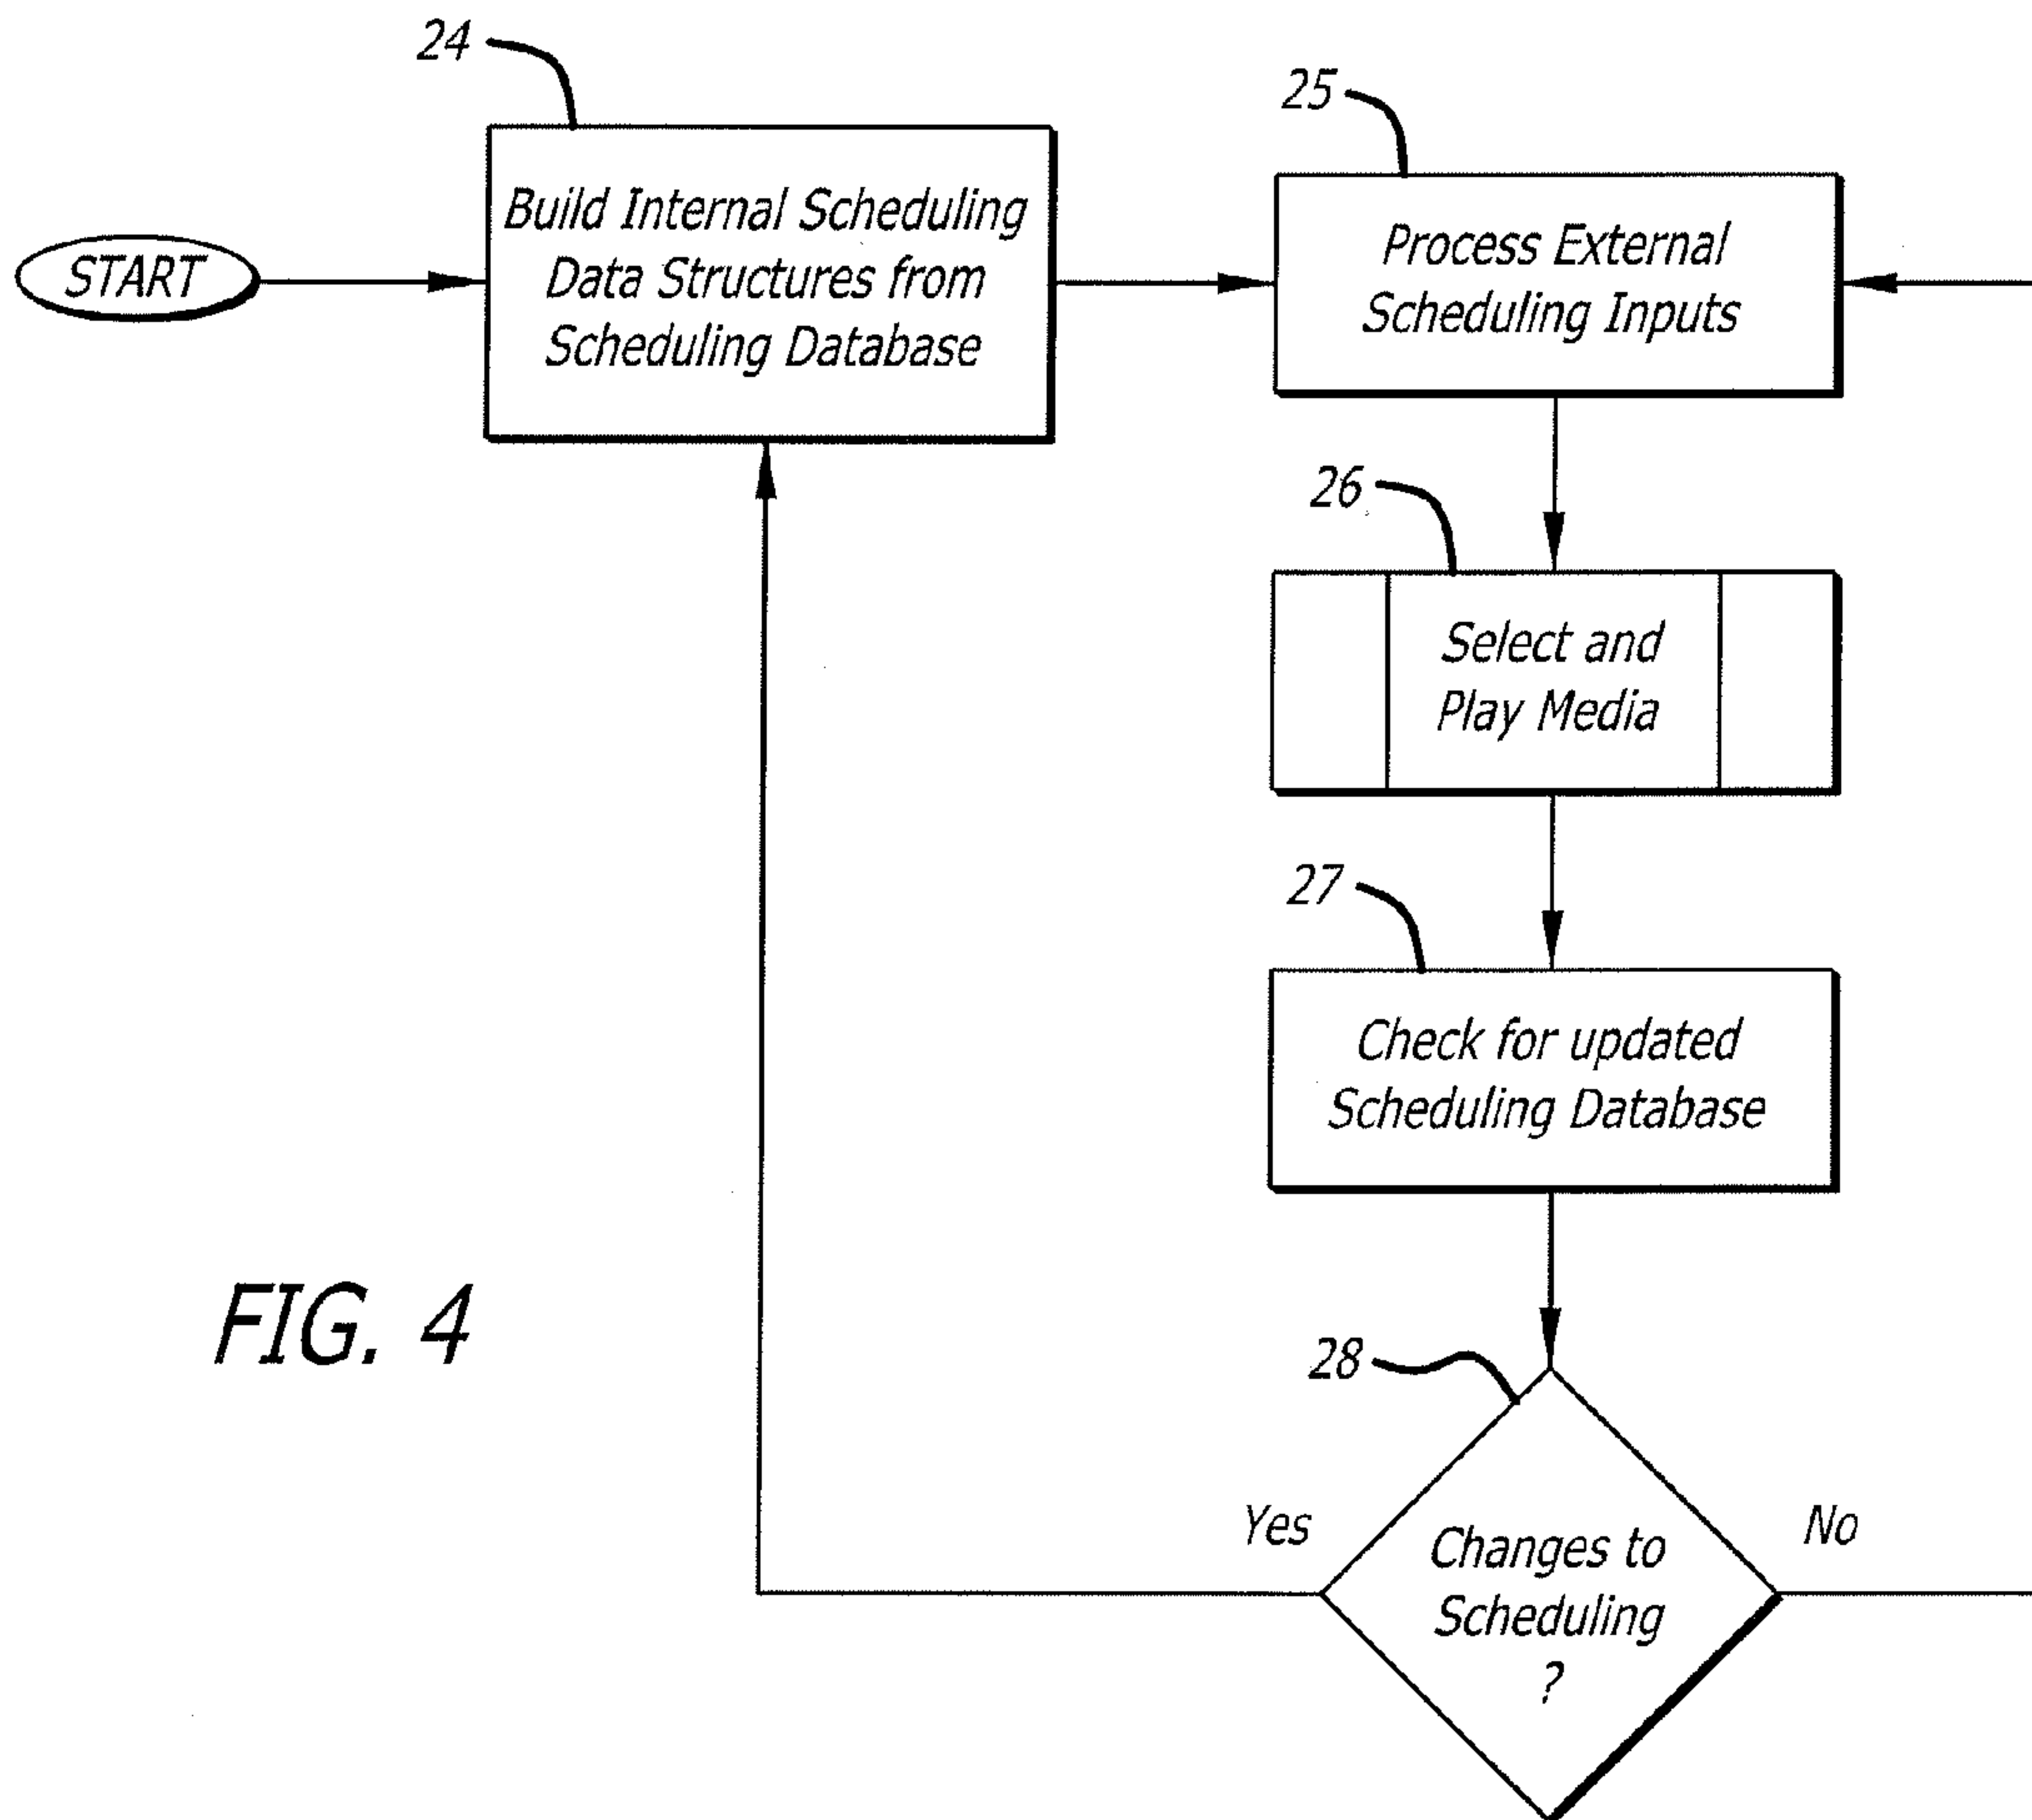 24
25
START
Build Internal Scheduling
Data Structures from
Scheduling Database
Process External
Scheduling Inputs
26
Select and
Play Media
27
Check for updated
Scheduling Database
FIG. 4
28
Yes
No
Changes to
Scheduling
?